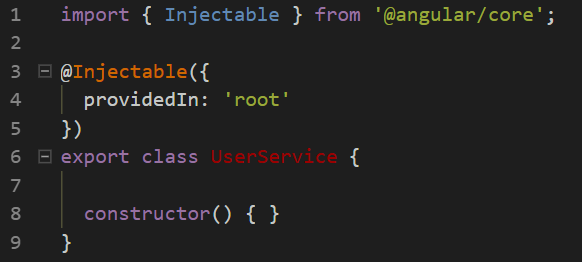 1 import { Injectable } from '@angular/core';
2
3 @Injectable({
4   providedIn: 'root'
5 })
6 export class UserService {
7
8   constructor() { }
9 }